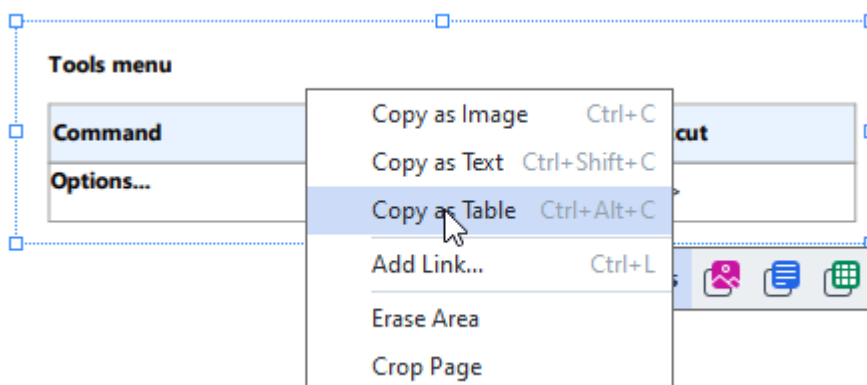 Tools menu
Command
cut
Options...
Copy as Image Ctrl+C
Copy as Text Ctrl+Shift+C
Copy as Table Ctrl+Alt+C
Add Link... Ctrl+L
Erase Area
Crop Page